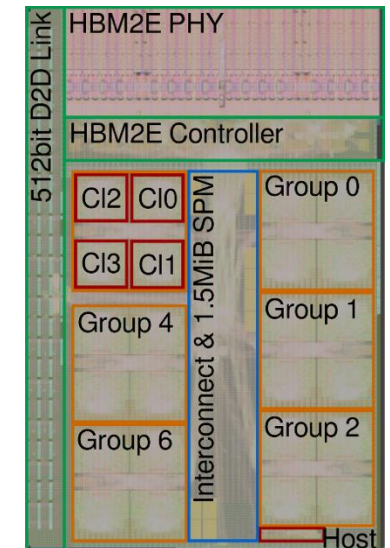 512bit D2D Link
HBM2E PHY
HBM2E Controller
Cl2
Cl0
Cl3
Cl1
Group 4
Group 6
Interconnect & 1.5MiB SPM
Group 0
Group 1
Group 2
Host